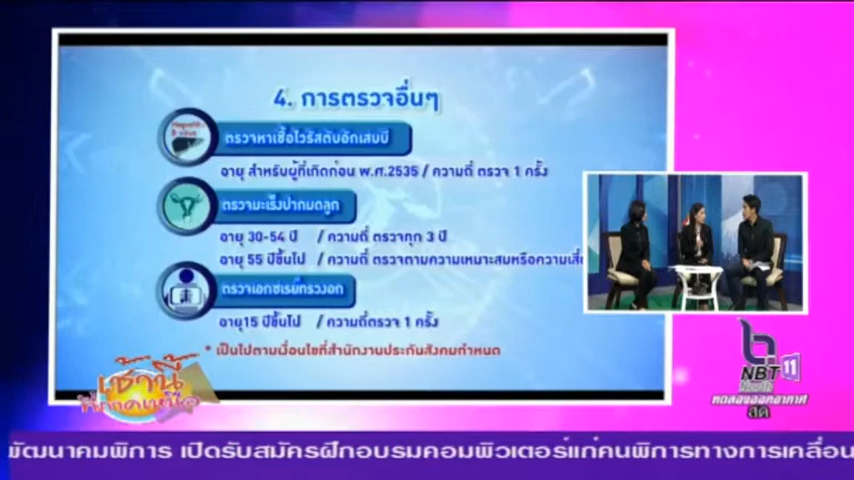 4. การตรวจอื่นๆ
Hepatitis
B virus
ตรวจหาเชื้อไวรัสตับอักเสบบี
อายุ สำหรับผู้ที่เกิดก่อน พ.ศ.2535 / ความถี่ ตรวจ 1 ครั้ง
ตรวจมะเร็งปากมดลูก
อายุ 30-54 ปี / ความถี่ ตรวจทุก 3 ปี
อายุ 55 ปีขึ้นไป / ความถี่ ตรวจตามความเหมาะสมหรือความเสี่
ตรวจเอกซเรย์ทรวงอก
อายุ15 ปีขึ้นไป / ความถี่ตรวจ 1 ครั้ง
* เป็นไปตามเงื่อนไขที่สำนักงานประกันสังคมกำหนด
เช้านี้
ที่ภาคเหนือ
NBT 11
North
ทดลองออกอากาศ
สด
พัฒนาคมพิการ เปิดรับสมัครฝึกอบรมคอมพิวเตอร์แก่คนพิการทางการเคลื่อน